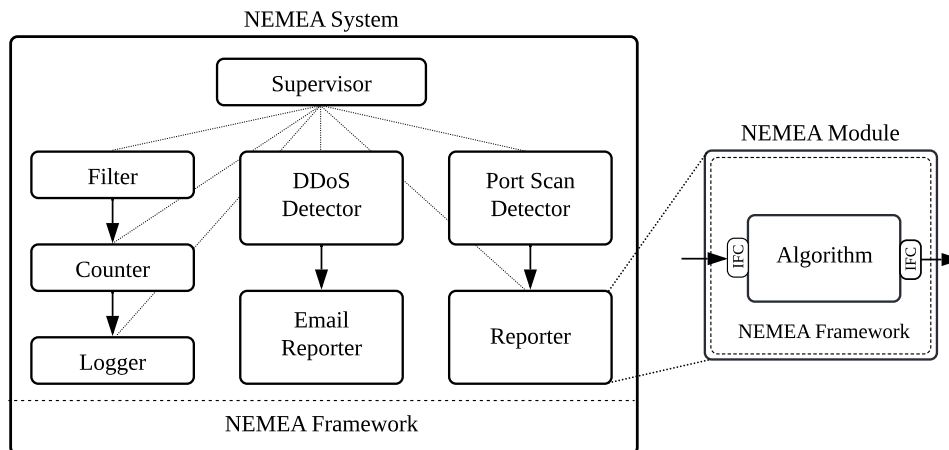 NEMEA System
Supervisor
Filter
DDoS
Detector
Port Scan
Detector
Counter
Logger
Email
Reporter
Reporter
NEMEA Framework
NEMEA Module
IFC
Algorithm
IFC
NEMEA Framework